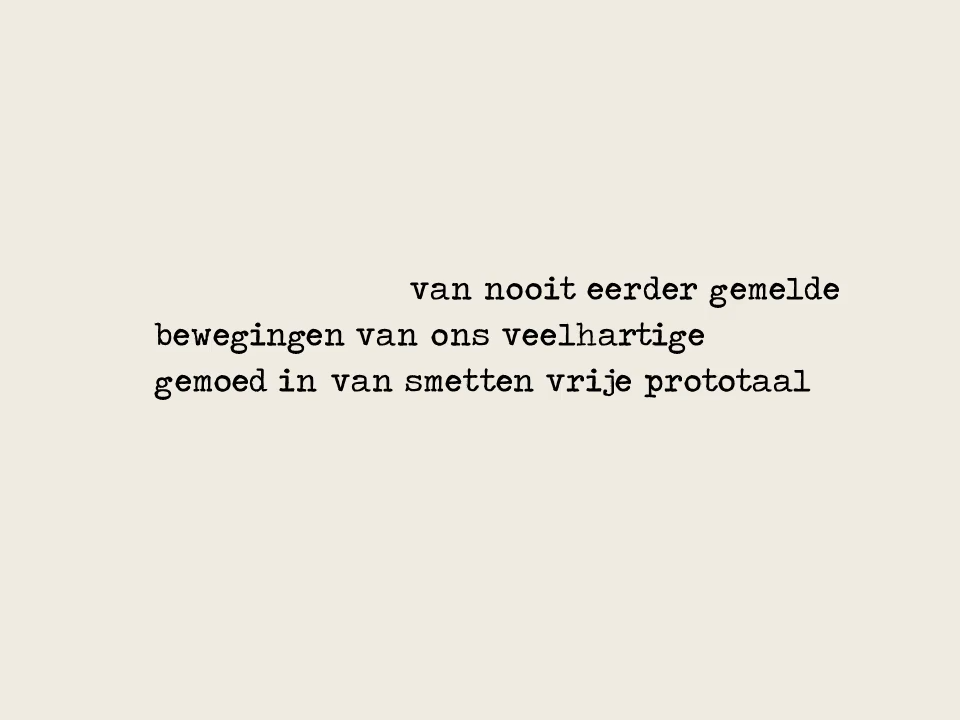 van nooit eerder gemelde
bewegingen van ons veelhartige
gemoed in van smetten vrije prototaal